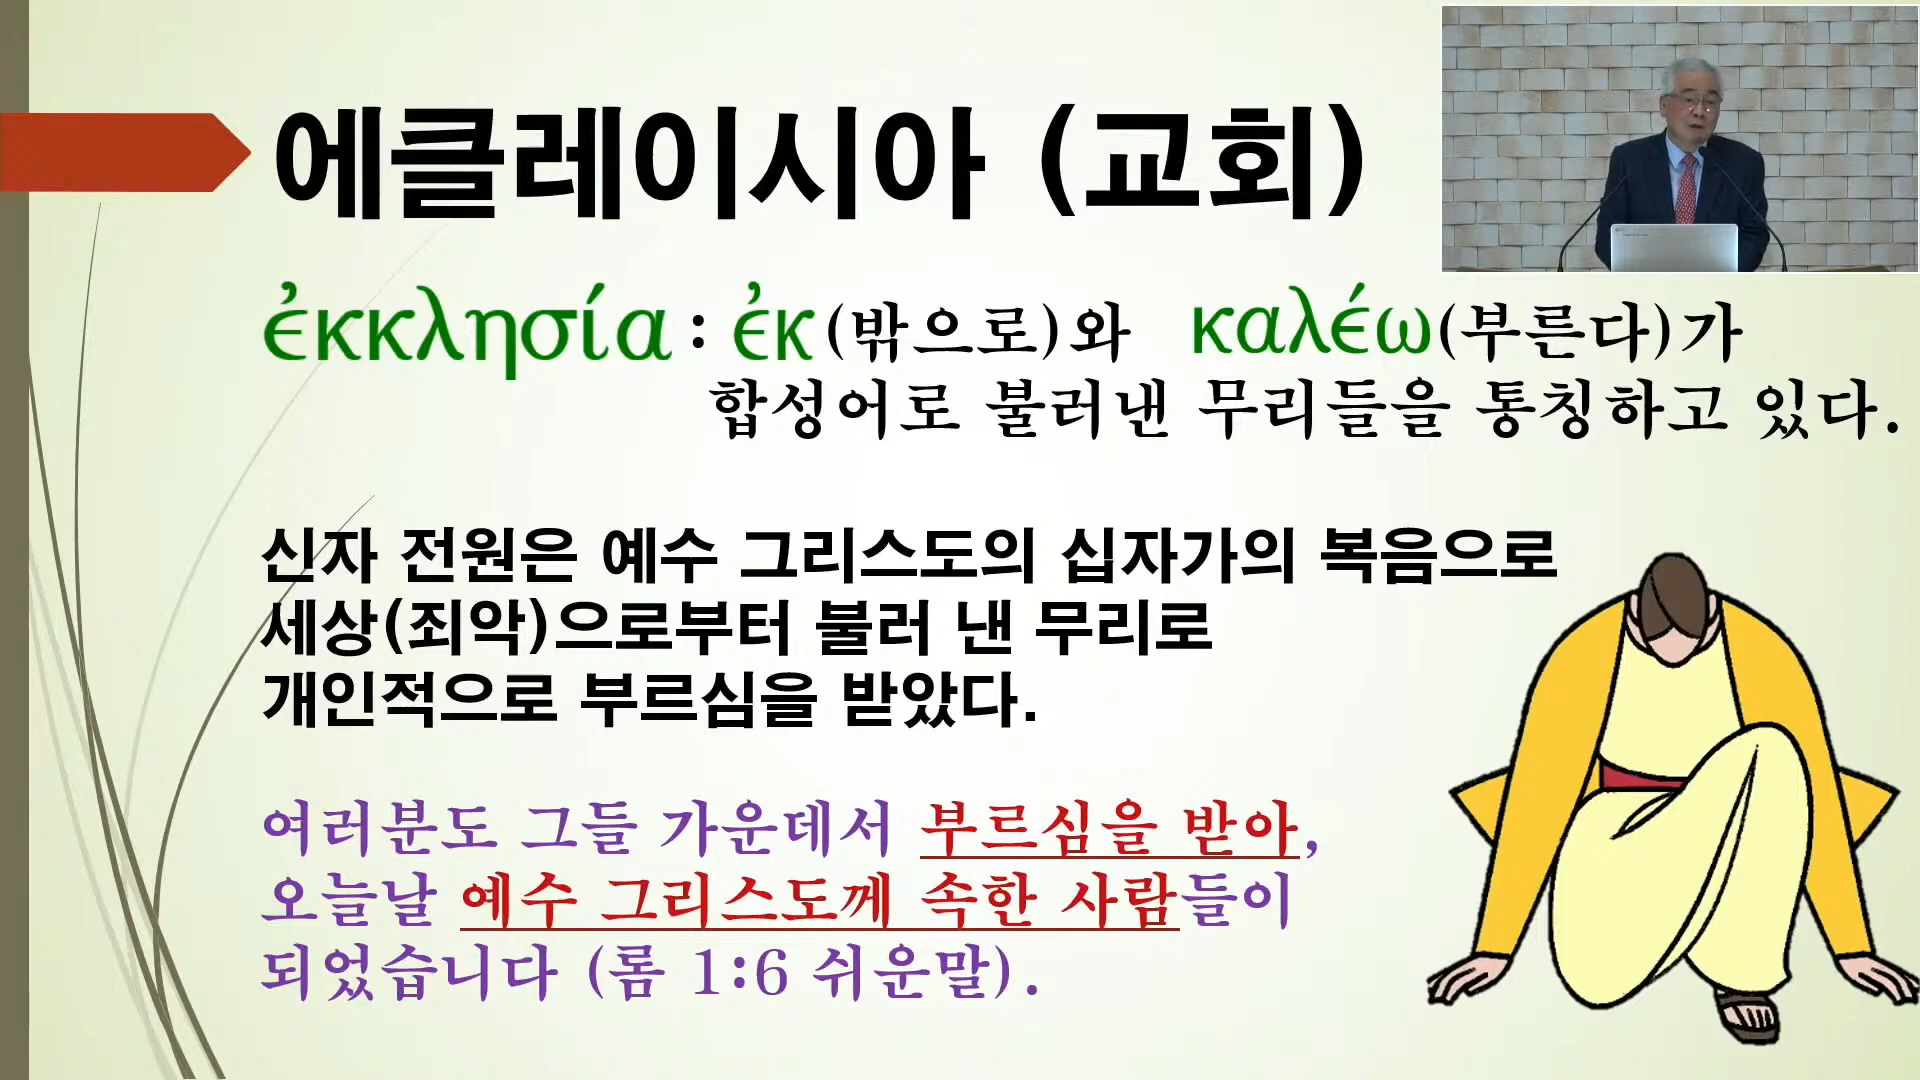 에클레이시아 (교회)
ἐκκλησία : ἐκ(밖으로)와 καλέω(부른다)가
합성어로 불러낸 무리들을 통칭하고 있다.
신자 전원은 예수 그리스도의 십자가의 복음으로
세상(죄악)으로부터 불러 낸 무리로
개인적으로 부르심을 받았다.
여러분도 그들 가운데서 부르심을 받아,
오늘날 예수 그리스도께 속한 사람들이
되었습니다 (롬 1:6 쉬운말).